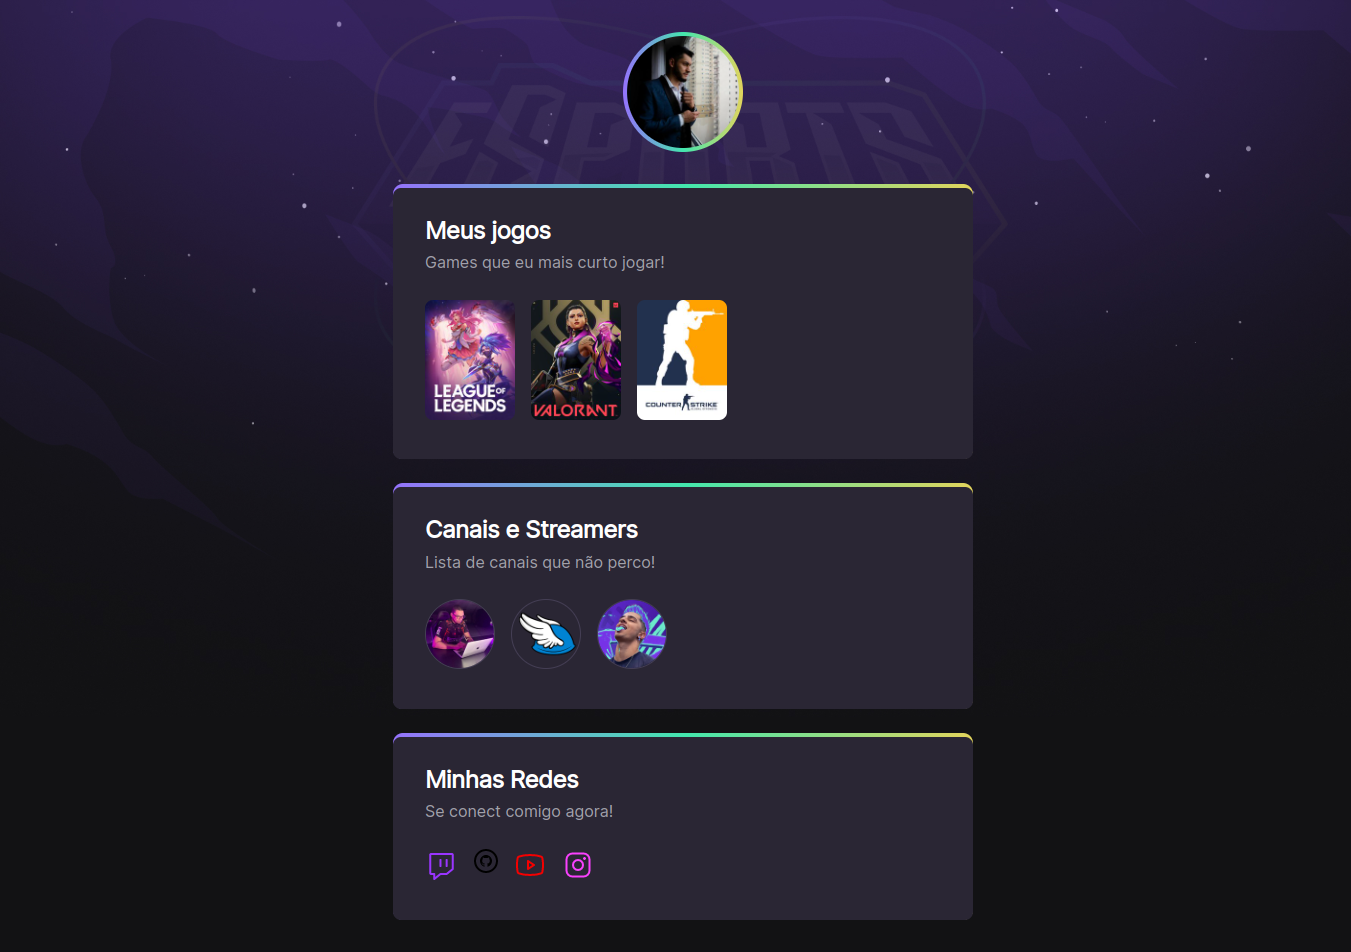 ESPORTS
Meus jogos
Games que eu mais curto jogar!
LEAGUE OF
LEGENDS
VALORANT
COUNTER STRIKE
Canais e Streamers
Lista de canais que não perco!
Minhas Redes
Se conect comigo agora!